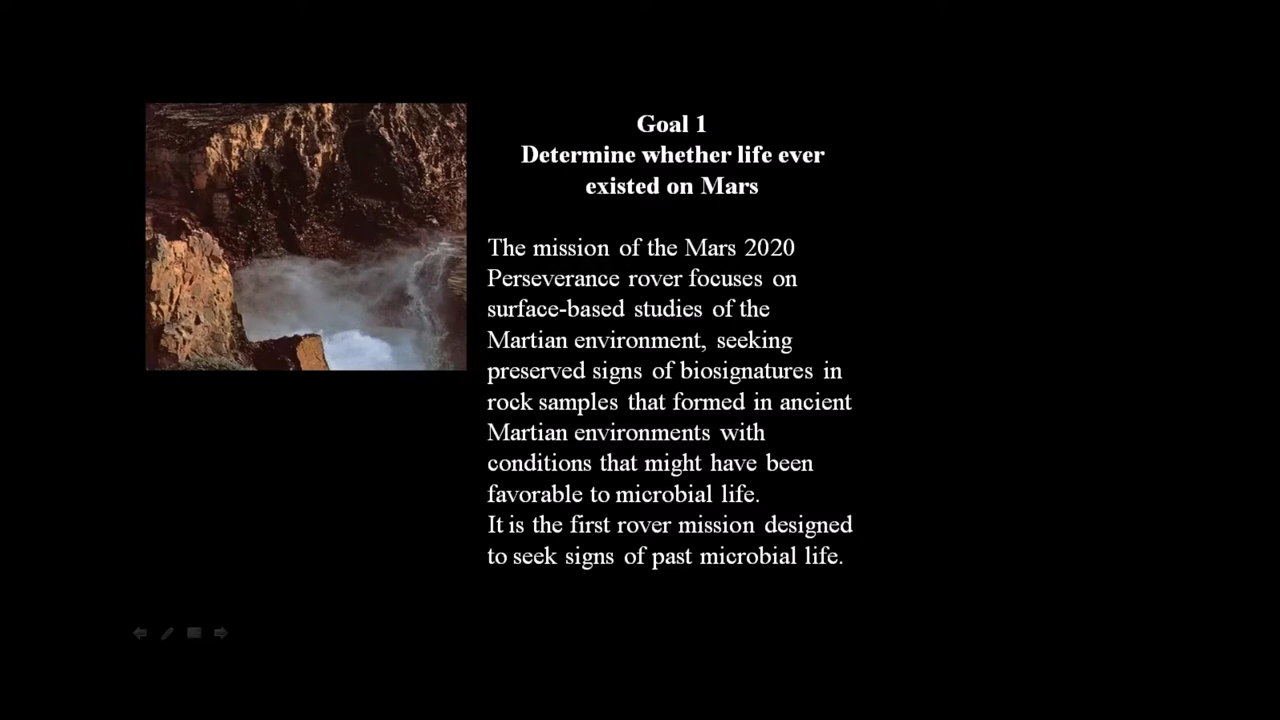 Goal 1
Determine whether life ever
existed on Mars
The mission of the Mars 2020
Perseverance rover focuses on
surface-based studies of the
Martian environment, seeking
preserved signs of biosignatures in
rock samples that formed in ancient
Martian environments with
conditions that might have been
favorable to microbial life.
It is the first rover mission designed
to seek signs of past microbial life.